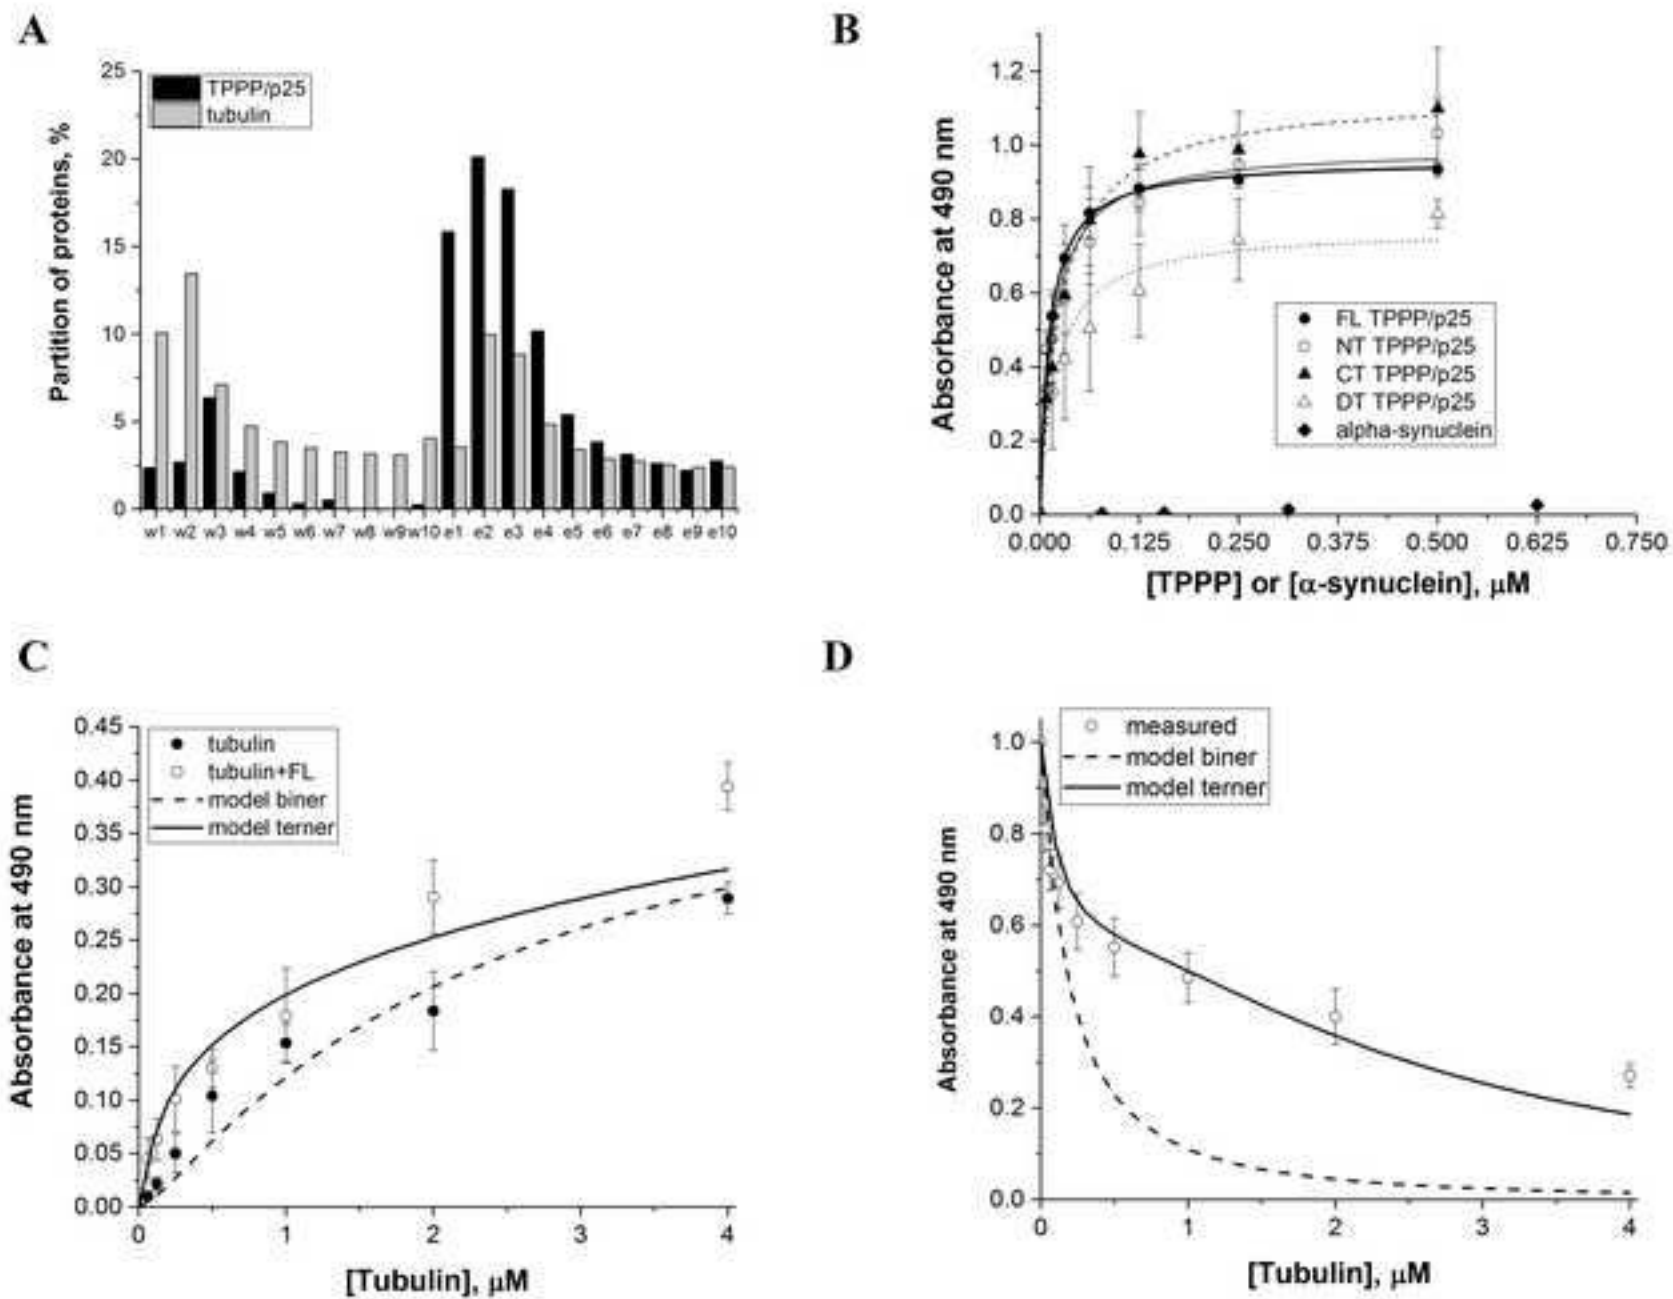 A
25
20
15
10
5
0
Partition of proteins, %
TPPP/p25
tubulin
w1 w2 w3 w4 w5 w6 w7 w8 w9 w10 e1 e2 e3 e4 e5 e6 e7 e8 e9 e10
B
1.2
1.0
0.8
0.6
0.4
0.2
0.0
Absorbance at 490 nm
FL TPPP/p25
NT TPPP/p25
CT TPPP/p25
DT TPPP/p25
alpha-synuclein
0.000 0.125 0.250 0.375 0.500 0.625 0.750
[TPPP] or [α-synuclein], μM
C
0.45
0.40
0.35
0.30
0.25
0.20
0.15
0.10
0.05
0.00
Absorbance at 490 nm
tubulin
tubulin+FL
model biner
model terner
0 1 2 3 4
[Tubulin], μM
D
1.0
0.8
0.6
0.4
0.2
0.0
Absorbance at 490 nm
measured
model biner
model terner
0 1 2 3 4
[Tubulin], μM